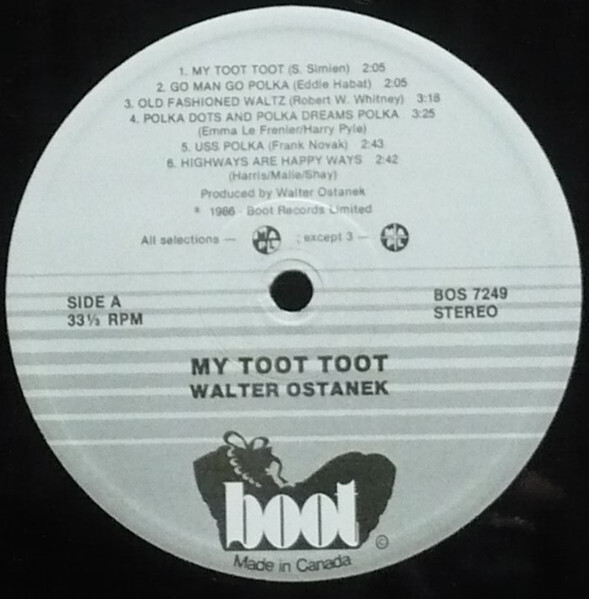 1. MY TOOT TOOT (S. Simien) 2:05
2. GO MAN GO POLKA (Eddie Habat) 2:05
3. OLD FASHIONED WALTZ (Robert W. Whitney) 3:18
4. POLKA DOTS AND POLKA DREAMS POLKA 3:25
(Emma Le Frenier/Harry Pyle)
5. USS POLKA (Frank Novak) 2:43
6. HIGHWAYS ARE HAPPY WAYS 2:42
(Harris/Malie/Shay)
Produced by Walter Ostanek
* 1986 - Boot Records Limited
All selections — MAPL ; except 3 — MAPL
SIDE A
33⅓ RPM
BOS 7249
STEREO
MY TOOT TOOT
WALTER OSTANEK
boot ©
Made in Canada